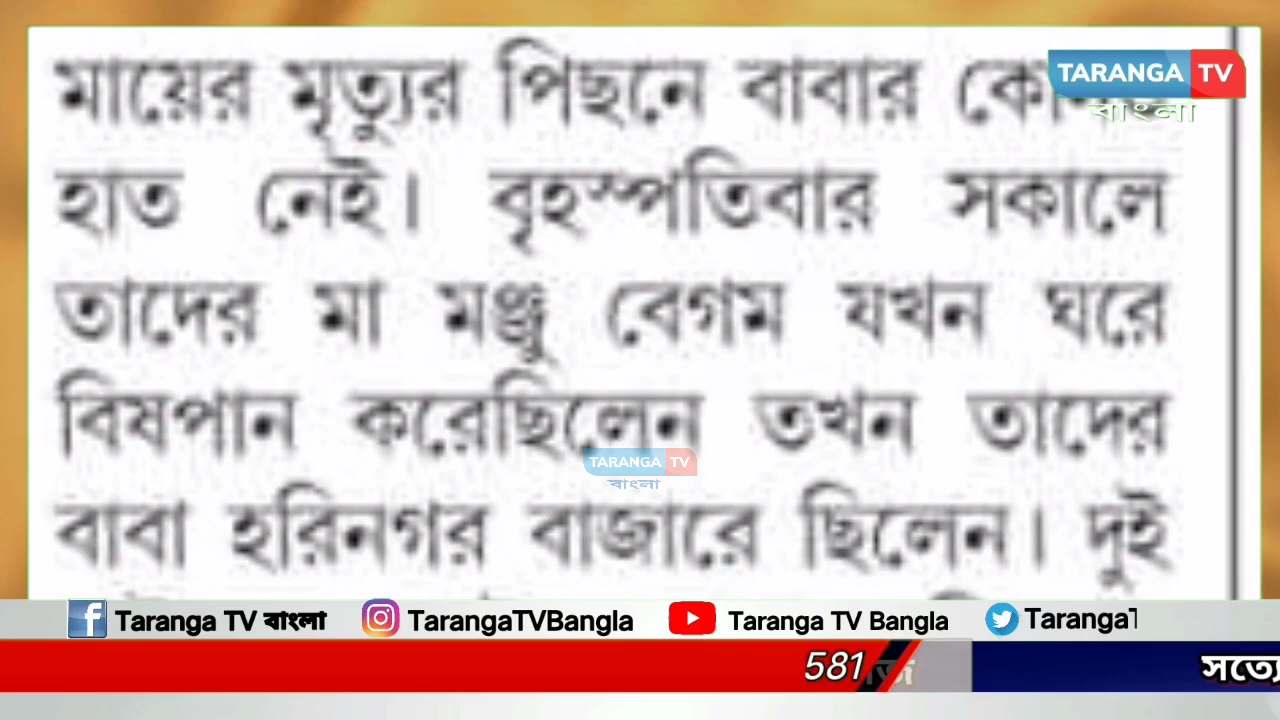 মায়ের মৃত্যুর পিছনে বাবার
হাত নেই। বৃহস্পতিবার সকালে
তাদের মা মঞ্জু বেগম যখন ঘরে
বিষপান করেছিলেন তখন তাদের
বাবা হরিনগর বাজারে ছিলেন। দুই
TARANGA TV
বাংলা
TARANGA TV
বাংলা
Taranga TV বাংলা TarangaTVBangla Taranga TV Bangla
581